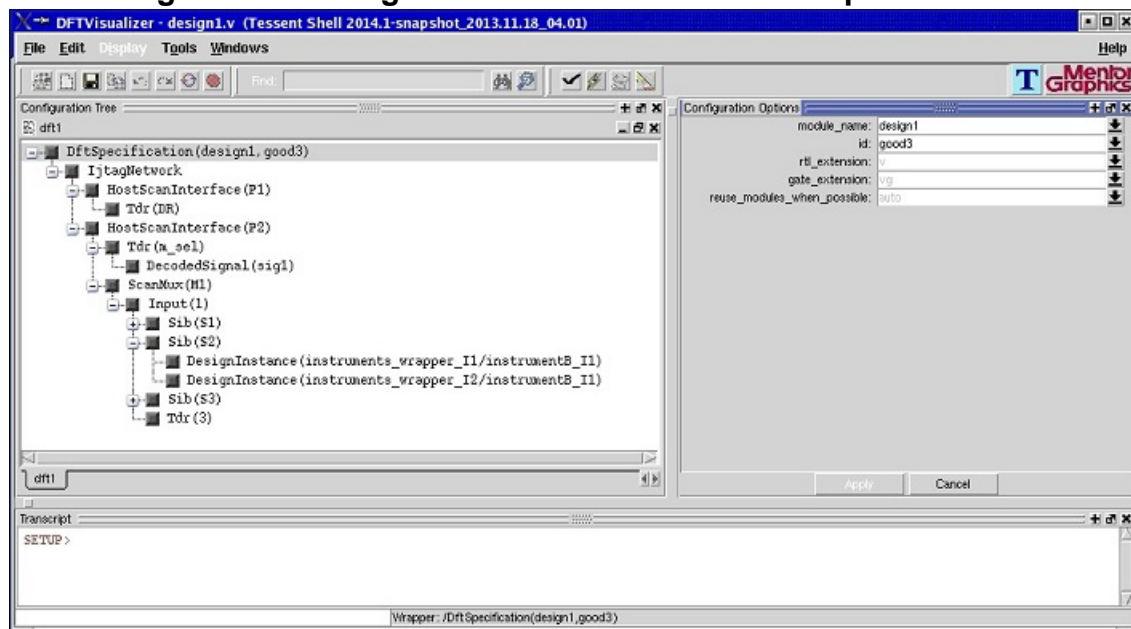 DFTVisualizer - design1.v (Tessent Shell 2014.1-snapshot_2013.11.18_04.01)
File Edit Display Tools Windows Help
Find:
T Mentor Graphics
Configuration Tree
dft1
DftSpecification(design1,good3)
IjtagNetwork
HostScanInterface(P1)
Tdr(DR)
HostScanInterface(P2)
Tdr(m_sel)
DecodedSignal(sig1)
ScanMux(M1)
Input(1)
Sib(S1)
Sib(S2)
DesignInstance(instruments_wrapper_I1/instrumentB_I1)
DesignInstance(instruments_wrapper_I2/instrumentB_I1)
Sib(S3)
Tdr(3)
dft1
Configuration Options
module_name: design1
id: good3
rtl_extension: v
gate_extension: vg
reuse_modules_when_possible: auto
Apply Cancel
Transcript
SETUP>
Wrapper: /DftSpecification(design1,good3)